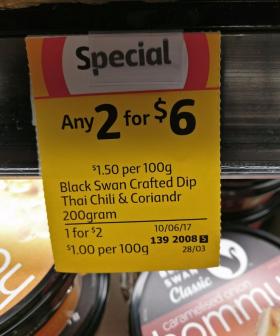 Special
Any 2 for $6
$1.50 per 100g
Black Swan Crafted Dip
Thai Chili & Coriandr
200gram
1 for $2 10/06/17
$1.00 per 100g 139 2008 S
28/03
SWAN
Classic
caramelised onion